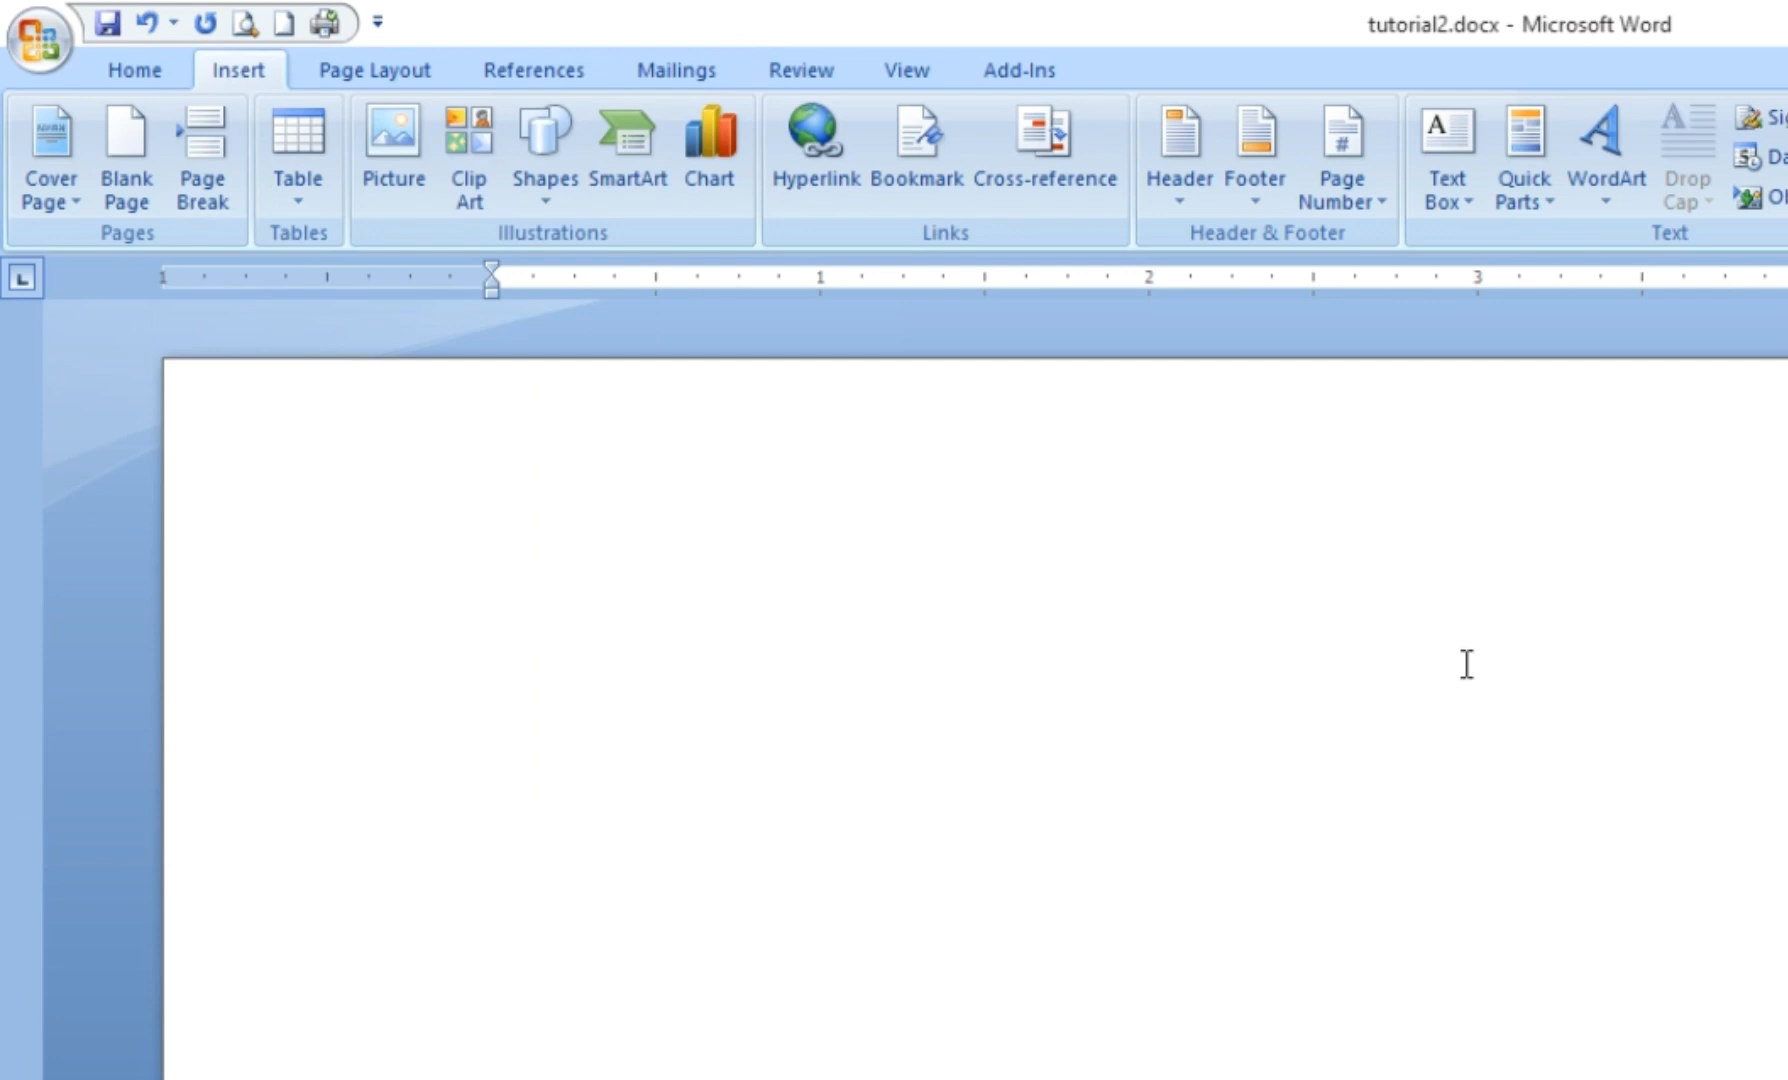 tutorial2.docx - Microsoft Word
Home Insert Page Layout References Mailings Review View Add-Ins
Cover Page Blank Page Page Break Table Picture Clip Art Shapes SmartArt Chart Hyperlink Bookmark Cross-reference Header Footer Page Number Text Box Quick Parts WordArt Drop Cap
Pages Tables Illustrations Links Header & Footer Text
1 1 2 3